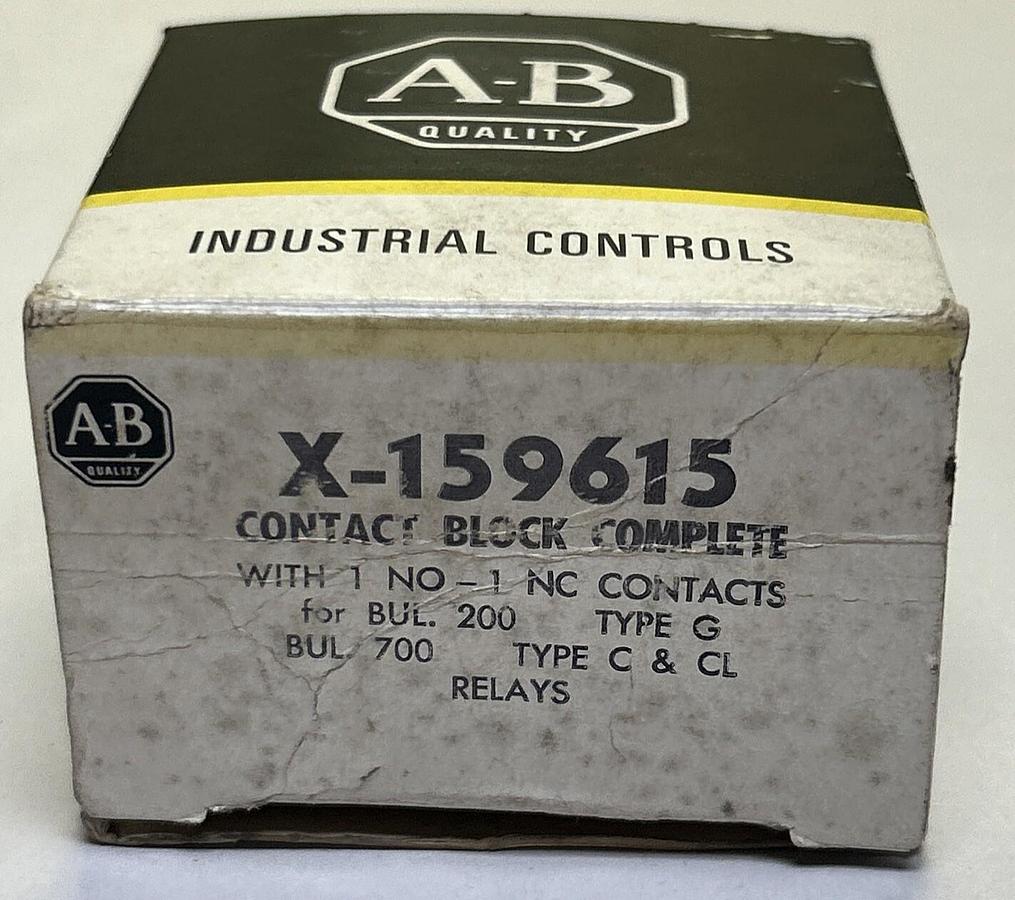 A-B
QUALITY
INDUSTRIAL CONTROLS
A-B
QUALITY
X-159615
CONTACT BLOCK COMPLETE
WITH 1 NO - 1 NC CONTACTS
for BUL. 200 TYPE G
BUL 700 TYPE C & CL
RELAYS